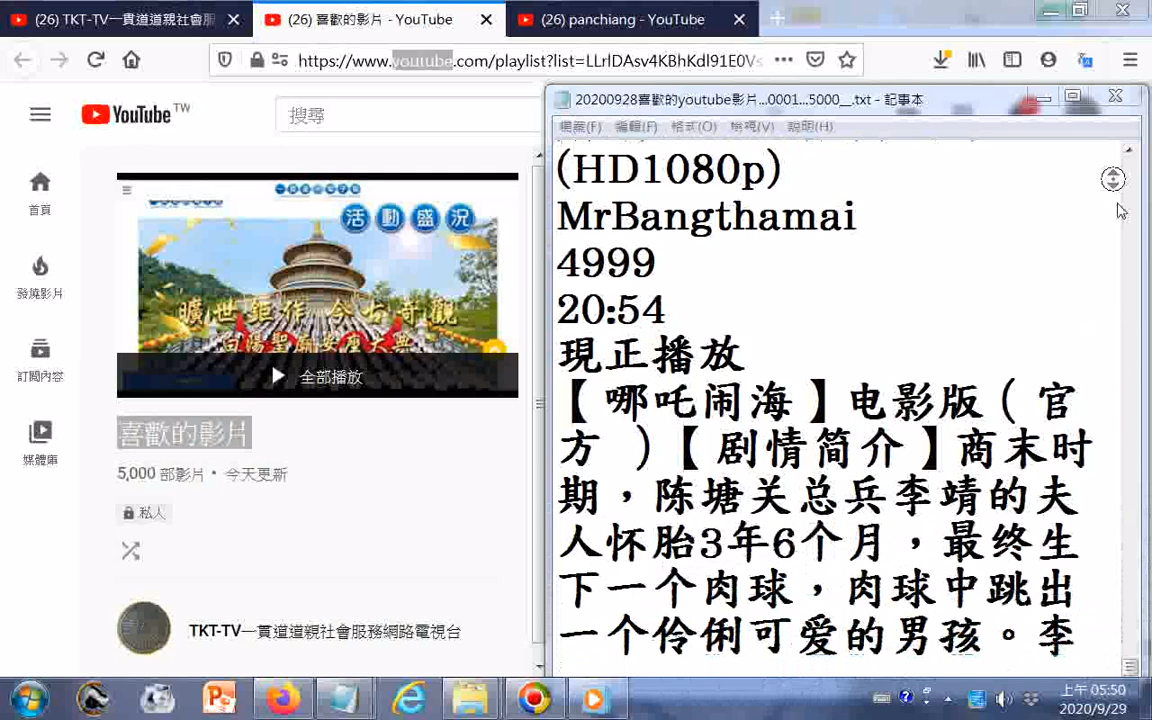 (26) TKT-TV一貫道道親社會服
(26) 喜歡的影片 - YouTube
(26) panchiang - YouTube
https://www.youtube.com/playlist?list=LLrlDAsv4KBhKdl91E0Vs
YouTube TW
搜尋
首頁
發燒影片
訂閱內容
媒體庫
活動盛況
曠世鉅作 今古奇觀
全部播放
喜歡的影片
5,000 部影片 • 今天更新
私人
TKT-TV一貫道道親社會服務網路電視台
20200928喜歡的youtube影片...0001...5000__.txt - 記事本
檔案(F) 編輯(F) 格式(O) 檢視(V) 說明(H)
(HD1080p)
MrBangthamai
4999
20:54
現正播放
【哪吒闹海】电影版（官
方 ）【剧情简介】商末时
期，陈塘关总兵李靖的夫
人怀胎3年6个月，最终生
下一个肉球，肉球中跳出
一个伶俐可爱的男孩。李
上午 05:50
2020/9/29